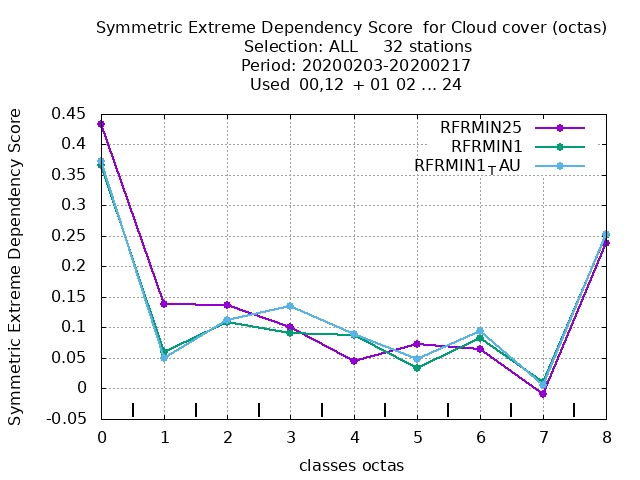 Symmetric Extreme Dependency Score  for Cloud cover (octas)
Selection: ALL     32 stations
Period: 20200203-20200217
Used  00,12  + 01 02 ... 24
Symmetric Extreme Dependency Score
0.45
0.4
0.35
0.3
0.25
0.2
0.15
0.1
0.05
0
-0.05
RFRMIN25
RFRMIN1
RFRMIN1TAU
0 1 2 3 4 5 6 7 8
classes octas